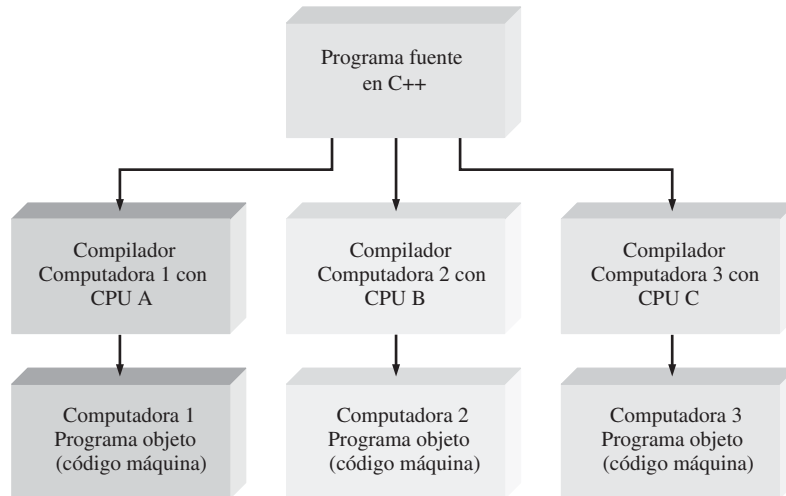 Programa fuente
en C++
Compilador
Computadora 1 con
CPU A
Compilador
Computadora 2 con
CPU B
Compilador
Computadora 3 con
CPU C
Computadora 1
Programa objeto
(código máquina)
Computadora 2
Programa objeto
(código máquina)
Computadora 3
Programa objeto
(código máquina)